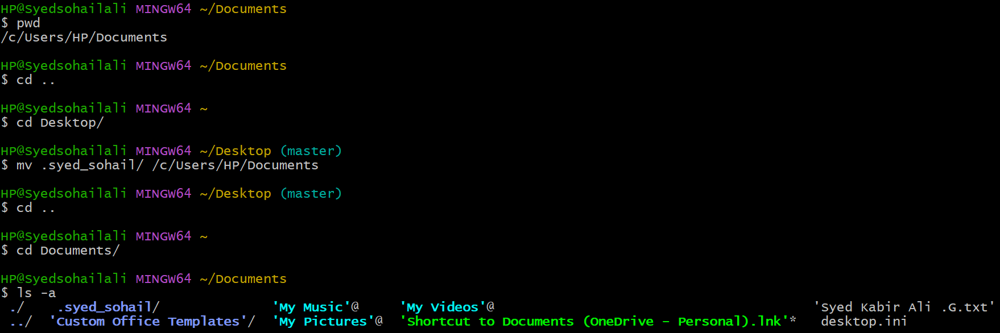 HP@Syedsohailali MINGW64 ~/Documents
$ pwd
/c/Users/HP/Documents
HP@Syedsohailali MINGW64 ~/Documents
$ cd ..
HP@Syedsohailali MINGW64 ~
$ cd Desktop/
HP@Syedsohailali MINGW64 ~/Desktop (master)
$ mv .syed_sohail/ /c/Users/HP/Documents
HP@Syedsohailali MINGW64 ~/Desktop (master)
$ cd ..
HP@Syedsohailali MINGW64 ~
$ cd Documents/
HP@Syedsohailali MINGW64 ~/Documents
$ ls -a
./ .syed_sohail/ 'My Music'@ 'My Videos'@ 'Syed Kabir Ali .G.txt'
../ 'Custom Office Templates'/ 'My Pictures'@ 'Shortcut to Documents (OneDrive - Personal).lnk'* desktop.ini